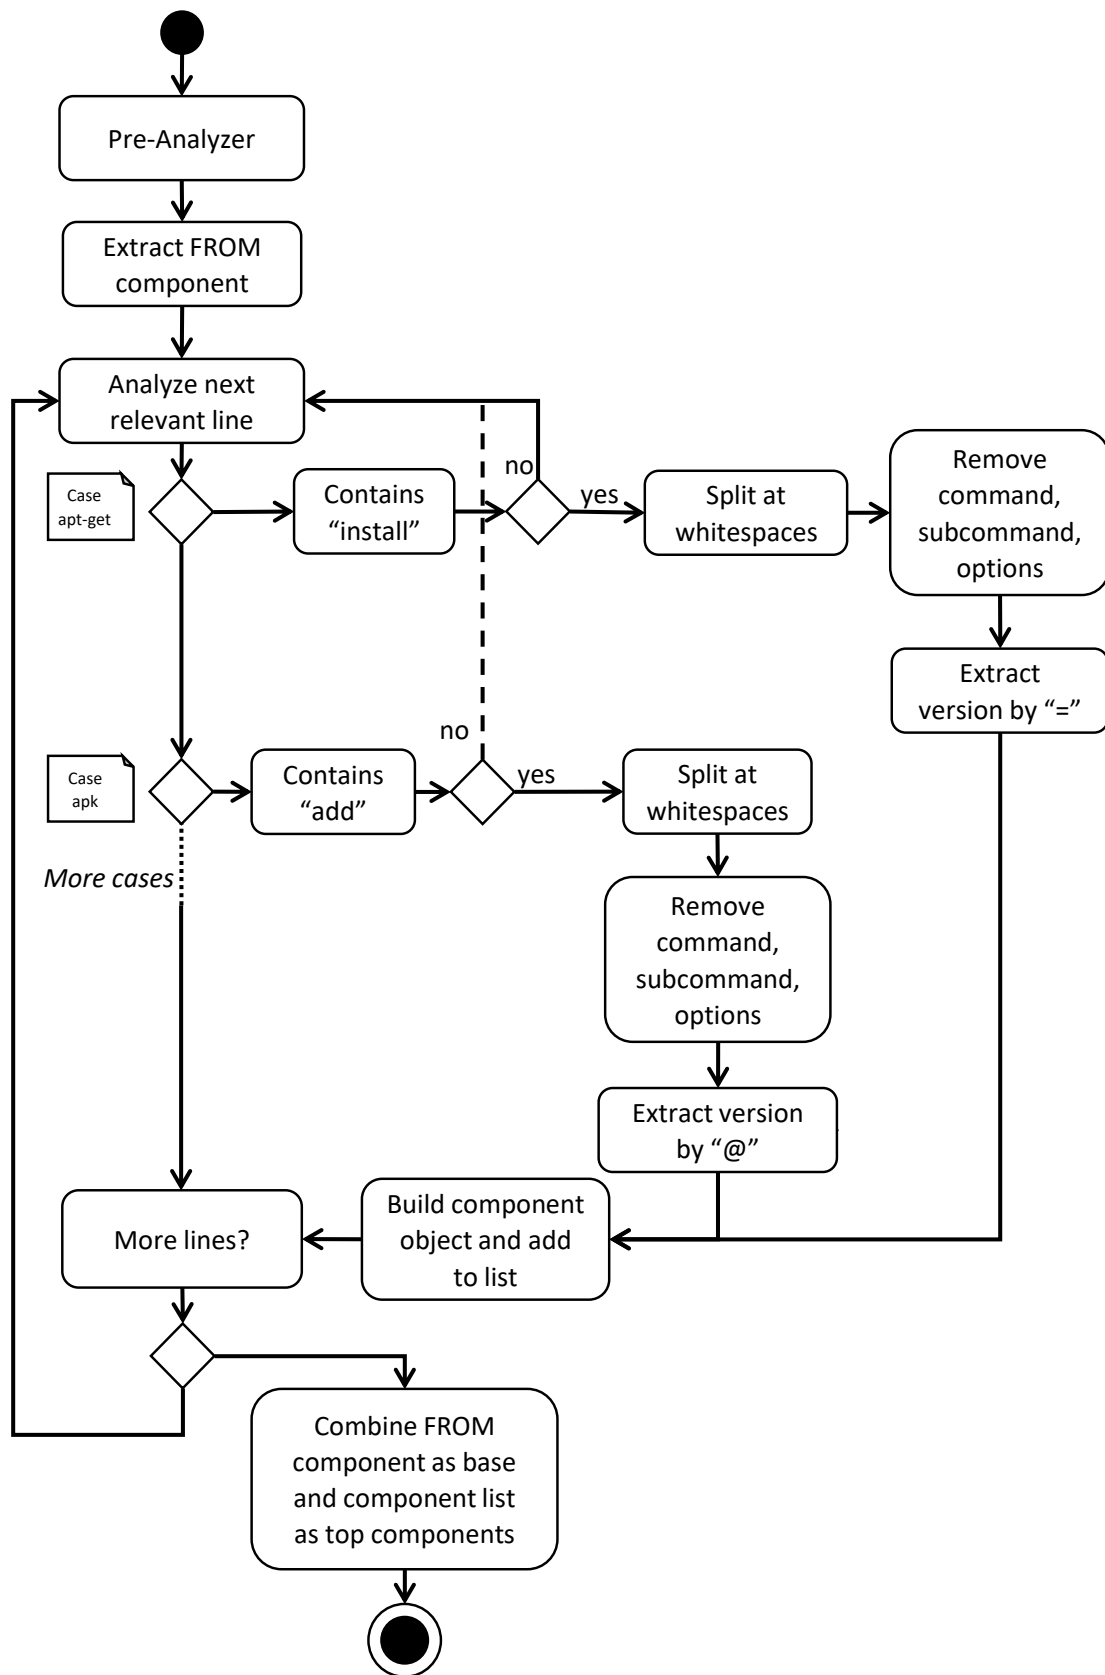 Pre-Analyzer
Extract FROM
component
Analyze next
relevant line
Case
apt-get
Contains
“install”
no
yes
Split at
whitespaces
Remove
command,
subcommand,
options
Extract
version by “=”
Case
apk
Contains
“add”
no
yes
Split at
whitespaces
More cases
Remove
command,
subcommand,
options
Extract version
by “@”
Build component
object and add
to list
More lines?
Combine FROM
component as base
and component list
as top components